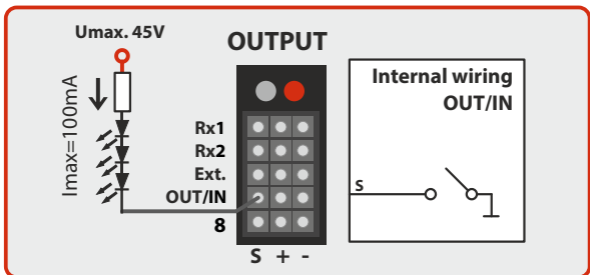 Umax. 45V
OUTPUT
Imax=100mA
Rx1
Rx2
Ext.
OUT/IN
8
S + -
Internal wiring
OUT/IN
S